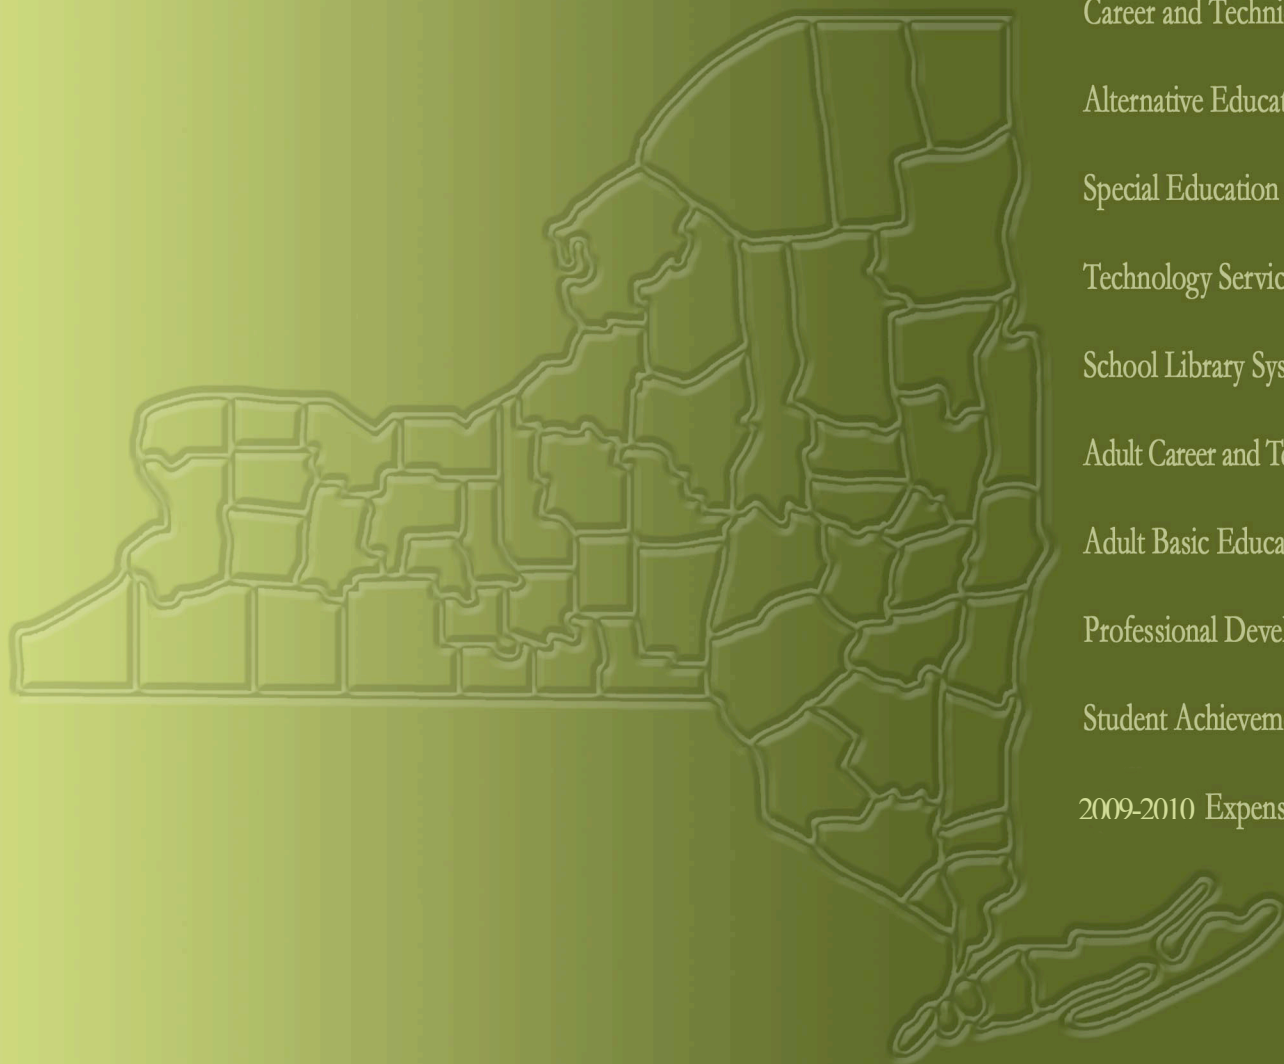 Career and Techni
Alternative Educat
Special Education
Technology Servic
School Library Sys
Adult Career and Te
Adult Basic Educa
Professional Devel
Student Achievem
2009-2010 Expens